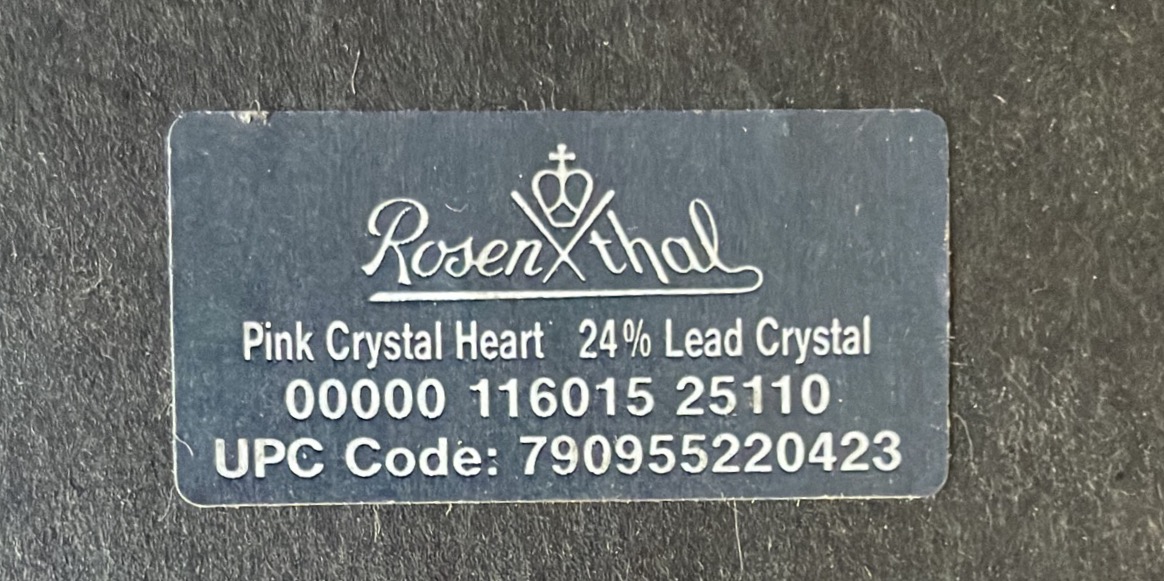 Rosenthal
Pink Crystal Heart 24% Lead Crystal
00000 116015 25110
UPC Code: 790955220423